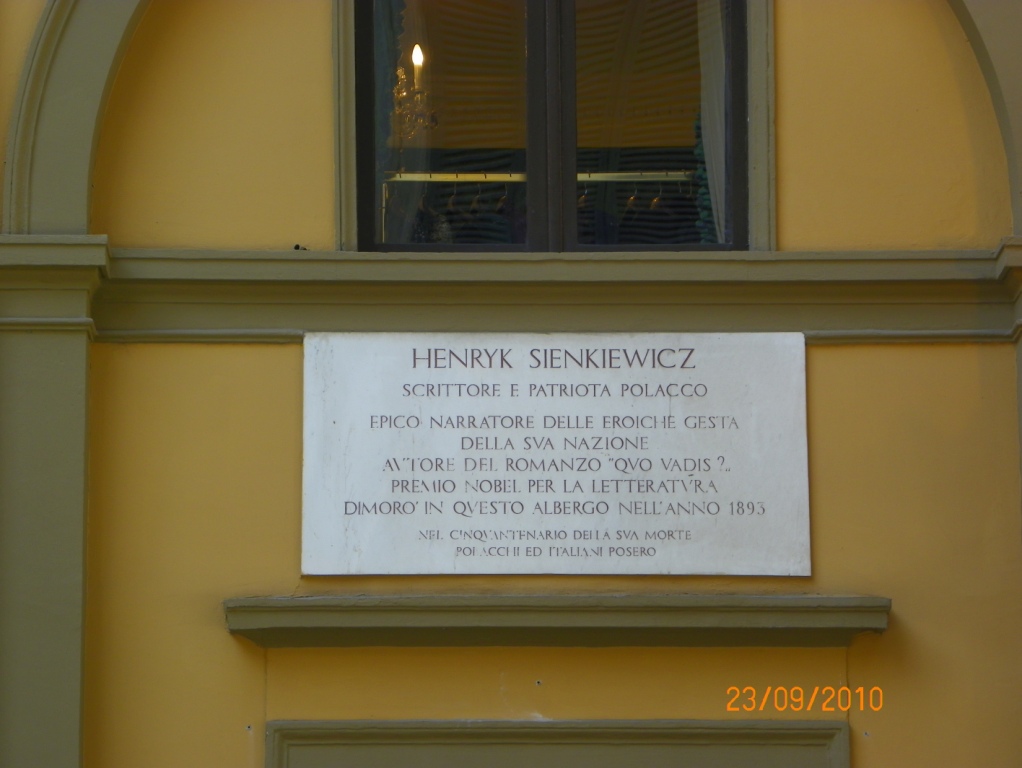 HENRYK SIENKIEWICZ
SCRITTORE E PATRIOTA POLACCO
EPICO NARRATORE DELLE EROICHE GESTA
DELLA SVA NAZIONE
AVTORE DEL ROMANZO "QVO VADIS?„
PREMIO NOBEL PER LA LETTERATVRA
DIMORO' IN QVESTO ALBERGO NELL'ANNO 1893
NEL CINQVANTENARIO DELLA SVA MORTE
POLACCHI ED ITALIANI POSERO
23/09/2010